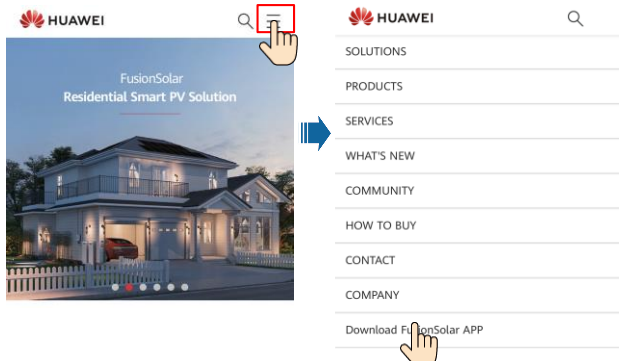 HUAWEI
FusionSolar
Residential Smart PV Solution
HUAWEI
SOLUTIONS
PRODUCTS
SERVICES
WHAT'S NEW
COMMUNITY
HOW TO BUY
CONTACT
COMPANY
Download FusionSolar APP